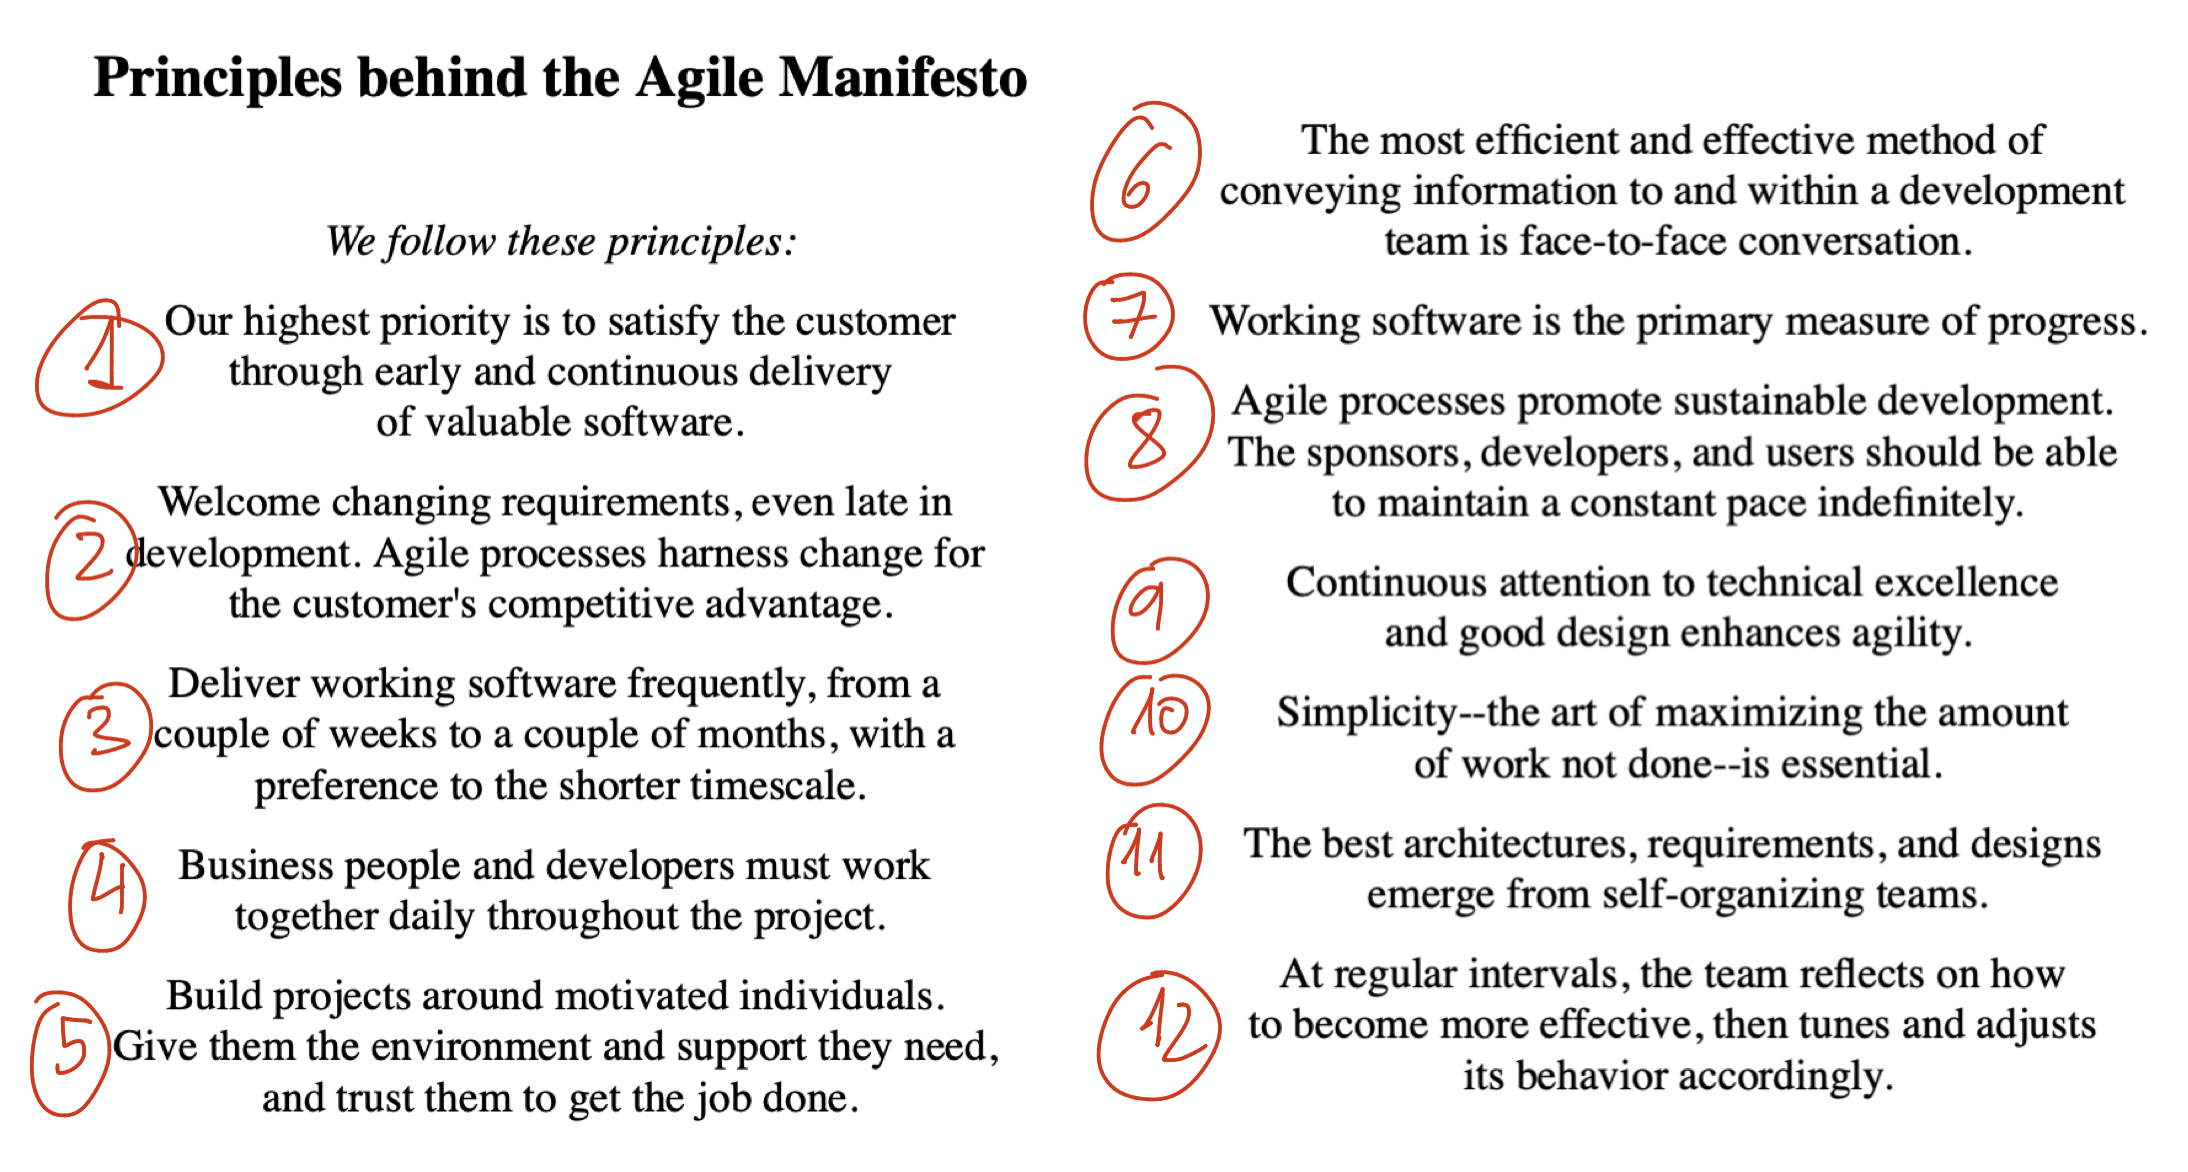 Principles behind the Agile Manifesto
We follow these principles:
1
Our highest priority is to satisfy the customer
through early and continuous delivery
of valuable software.
2
Welcome changing requirements, even late in
development. Agile processes harness change for
the customer's competitive advantage.
3
Deliver working software frequently, from a
couple of weeks to a couple of months, with a
preference to the shorter timescale.
4
Business people and developers must work
together daily throughout the project.
5
Build projects around motivated individuals.
Give them the environment and support they need,
and trust them to get the job done.
6
The most efficient and effective method of
conveying information to and within a development
team is face-to-face conversation.
7
Working software is the primary measure of progress.
8
Agile processes promote sustainable development.
The sponsors, developers, and users should be able
to maintain a constant pace indefinitely.
9
Continuous attention to technical excellence
and good design enhances agility.
10
Simplicity--the art of maximizing the amount
of work not done--is essential.
11
The best architectures, requirements, and designs
emerge from self-organizing teams.
12
At regular intervals, the team reflects on how
to become more effective, then tunes and adjusts
its behavior accordingly.